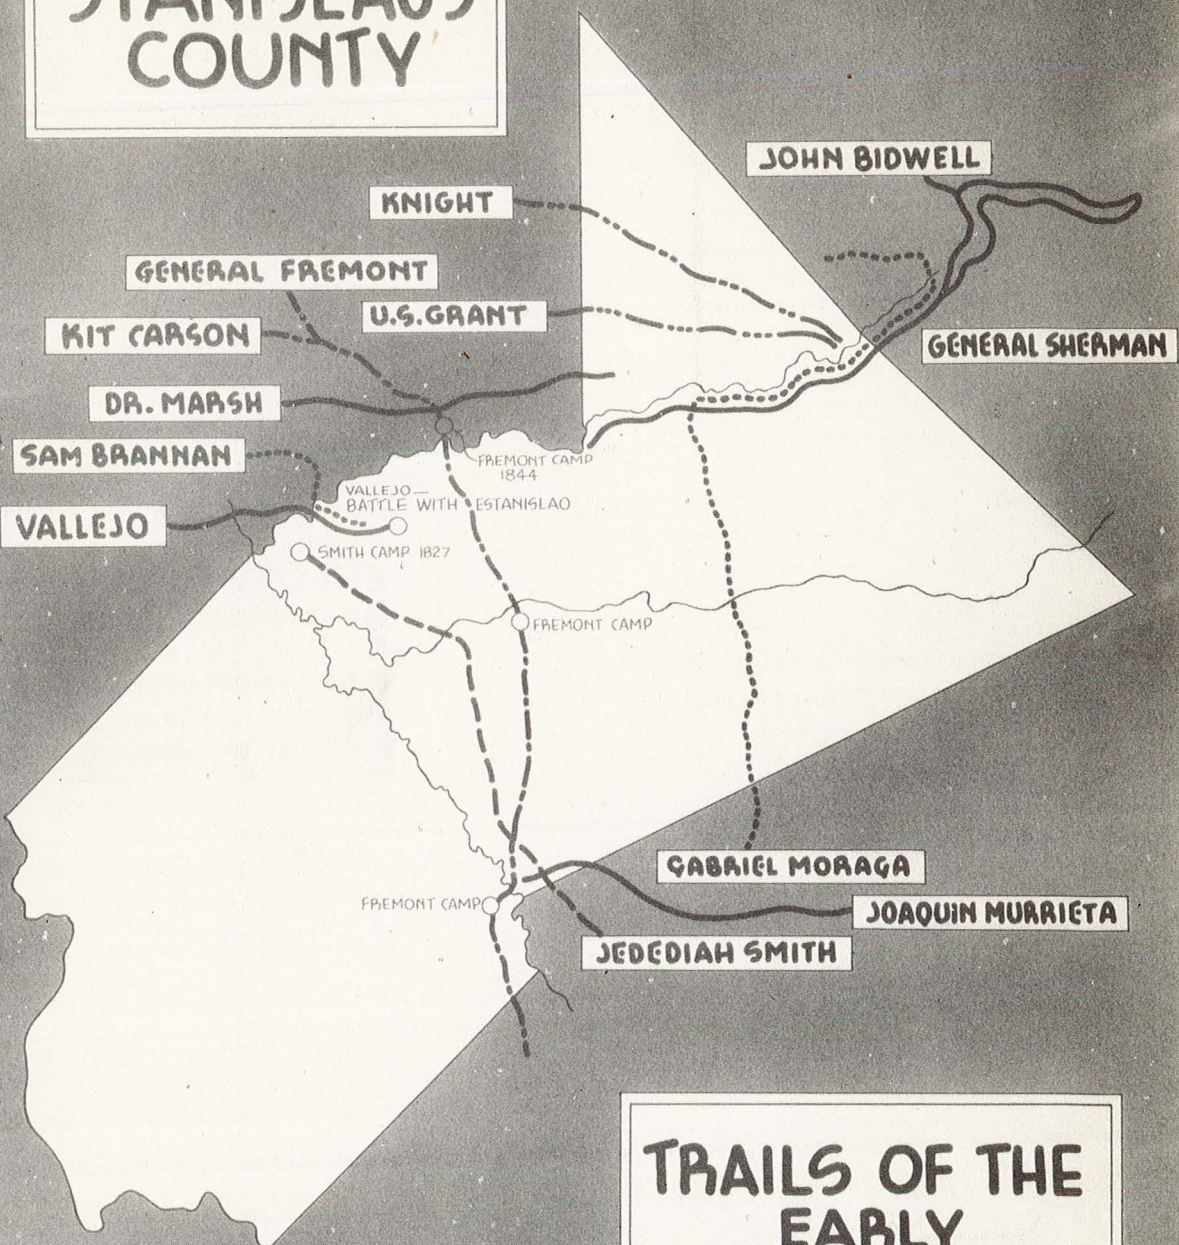 STANISLAUS
COUNTY
JOHN BIDWELL
KNIGHT
GENERAL FREMONT
U.S. GRANT
KIT CARSON
GENERAL SHERMAN
DR. MARSH
SAM BRANNAN
FREMONT CAMP
1844
VALLEJO—
BATTLE WITH ESTANISLAO
VALLEJO
SMITH CAMP 1827
FREMONT CAMP
GABRIEL MORAGA
FREMONT CAMP
JOAQUIN MURRIETA
JEDEDIAH SMITH
TRAILS OF THE
EARLY